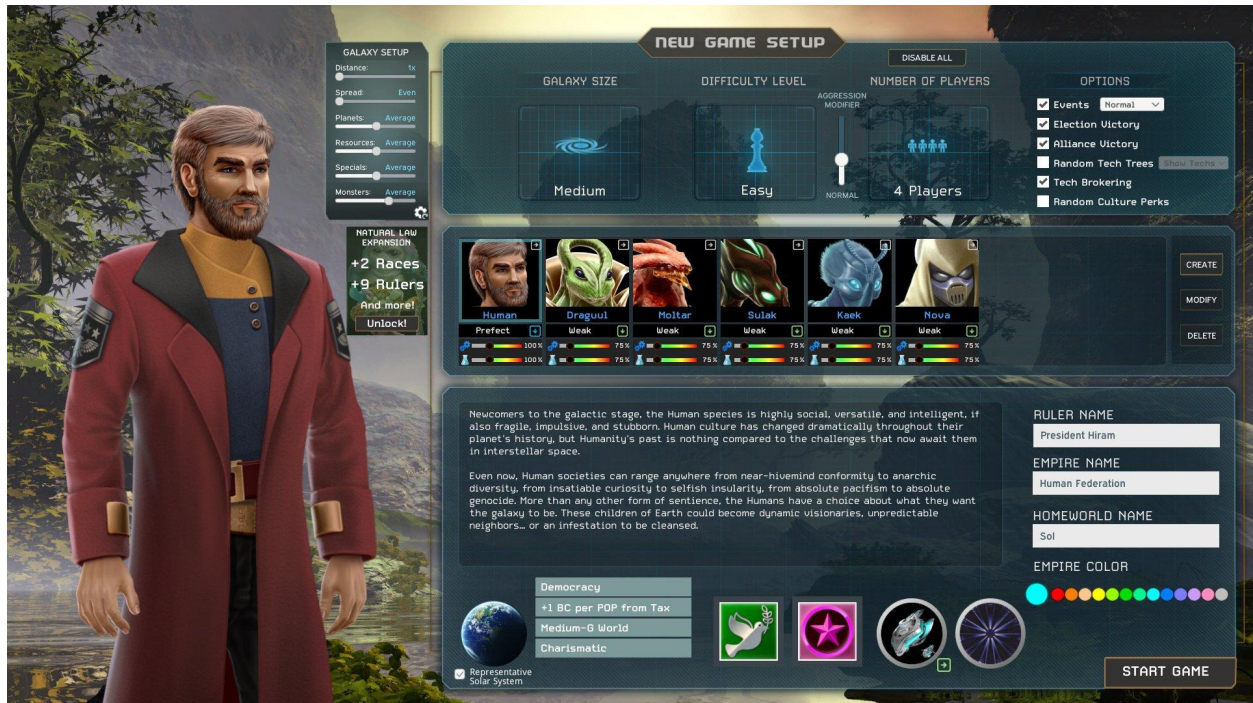 NEW GAME SETUP
GALAXY SETUP
Distance: 1x
Spread: Even
Planets: Average
Resources: Average
Specials: Average
Monsters: Average
NATURAL LAW
EXPANSION
+2 Races
+9 Rulers
And more!
Unlock!
GALAXY SIZE
Medium
DIFFICULTY LEVEL
Easy
AGGRESSION
MODIFIER
NORMAL
DISABLE ALL
NUMBER OF PLAYERS
4 Players
OPTIONS
Events Normal
Election Victory
Alliance Victory
Random Tech Trees Show Techs
Tech Brokering
Random Culture Perks
Human Draguul Moltar Sulak Kaek Nova
Prefect Weak Weak Weak Weak Weak
100% 75% 75% 75% 75% 75%
100% 75% 75% 75% 75% 75%
CREATE
MODIFY
DELETE
Newcomers to the galactic stage, the Human species is highly social, versatile, and intelligent, if
also fragile, impulsive, and stubborn. Human culture has changed dramatically throughout their
planet's history, but Humanity's past is nothing compared to the challenges that now await them
in interstellar space.
Even now, Human societies can range anywhere from near-hivemind conformity to anarchic
diversity, from insatiable curiosity to selfish insularity, from absolute pacifism to absolute
genocide. More than any other form of sentience, the Humans have a choice about what they want
the galaxy to be. These children of Earth could become dynamic visionaries, unpredictable
neighbors… or an infestation to be cleansed.
Democracy
+1 BC per POP from Tax
Medium-G World
Charismatic
Representative
Solar System
RULER NAME
President Hiram
EMPIRE NAME
Human Federation
HOMEWORLD NAME
Sol
EMPIRE COLOR
START GAME